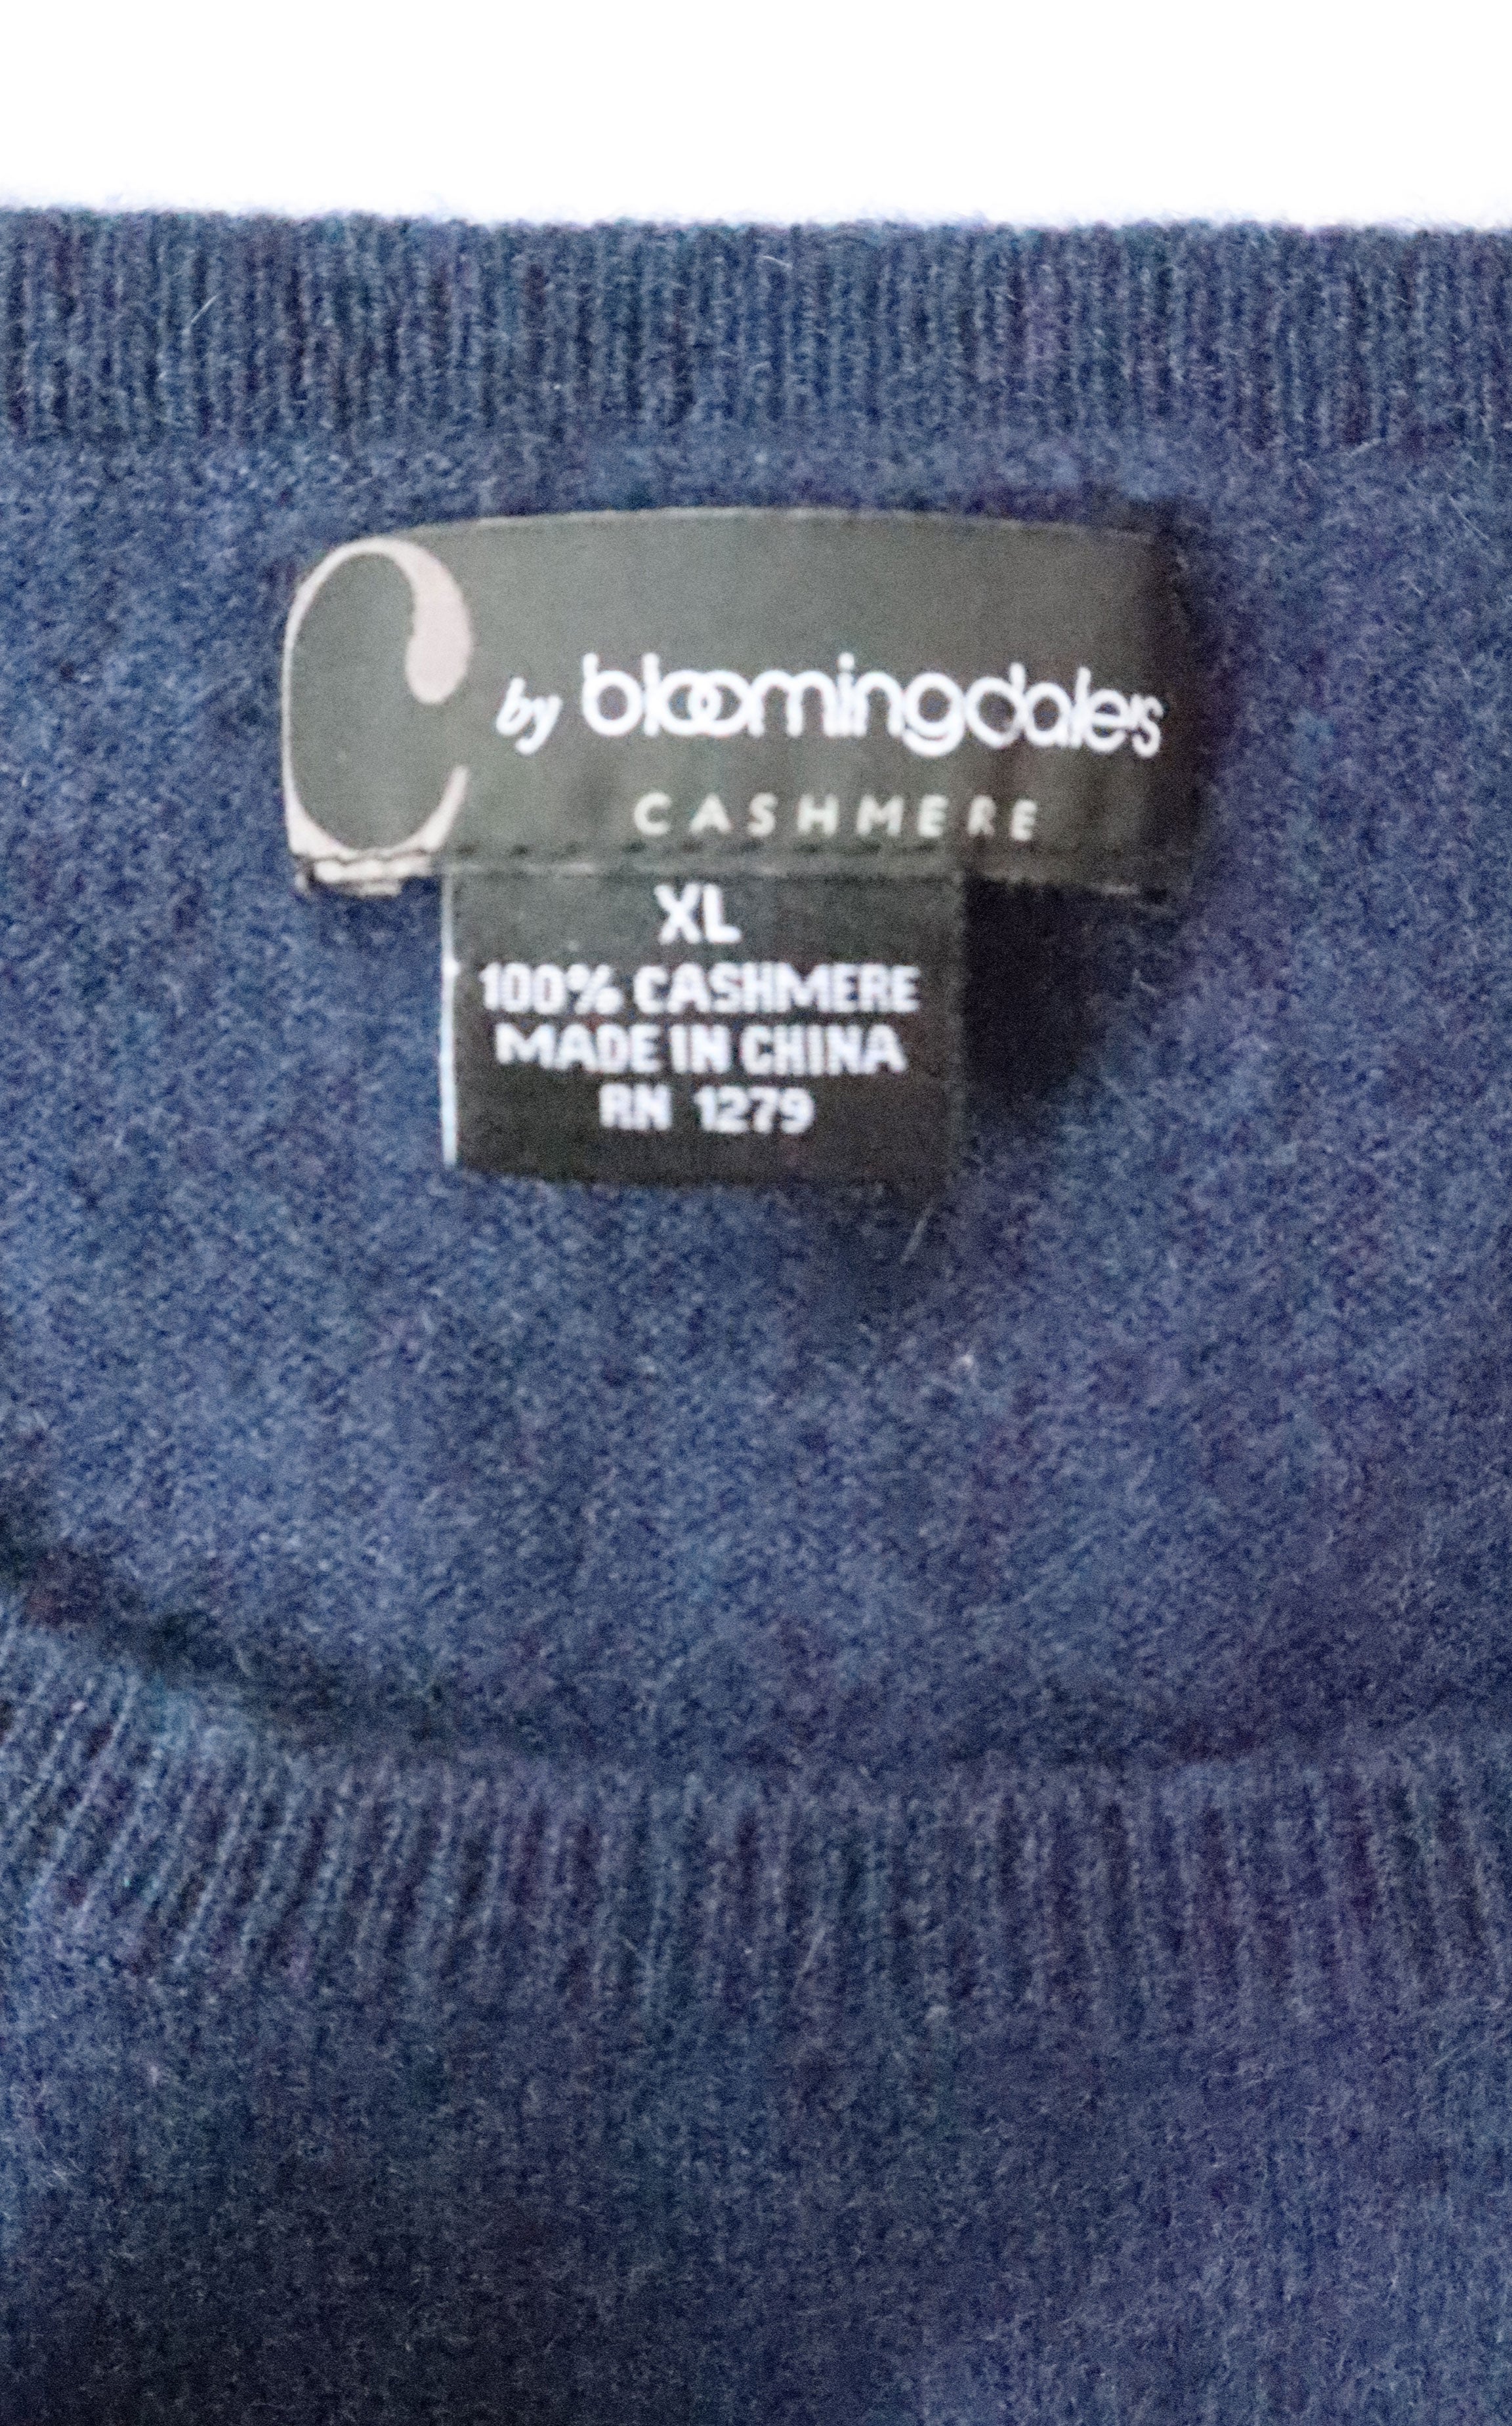 C by bloomingdale's
CASHMERE
XL
100% CASHMERE
MADE IN CHINA
RN 1279